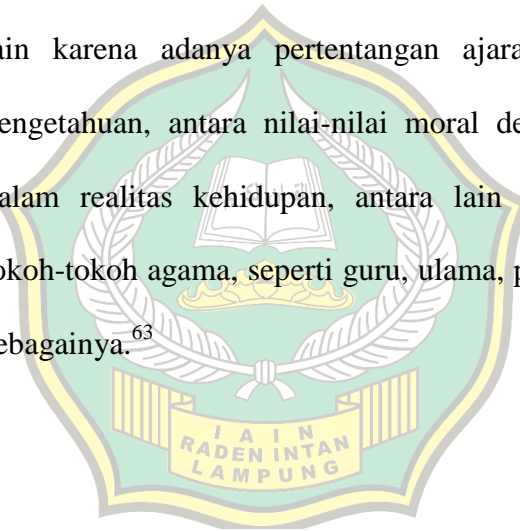 ain karena adanya pertentangan ajara
engetahuan, antara nilai-nilai moral de
alam realitas kehidupan, antara lain
okoh-tokoh agama, seperti guru, ulama, p
ebagainya.⁶³
I A I N
RADEN INTAN
LAMPUNG